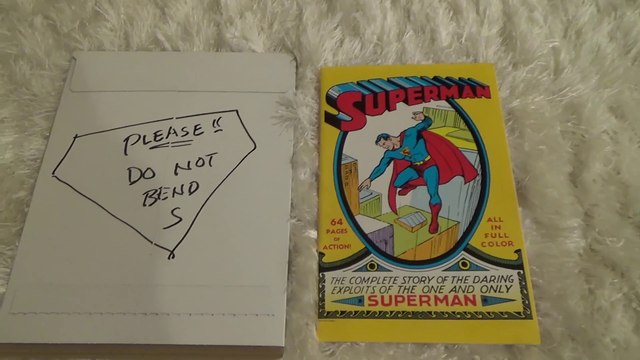 PLEASE!!
DO NOT
BEND
S
SUPERMAN
64
PAGES
OF
ACTION!
ALL
IN
FULL
COLOR
THE COMPLETE STORY OF THE DARING
EXPLOITS OF THE ONE AND ONLY
SUPERMAN